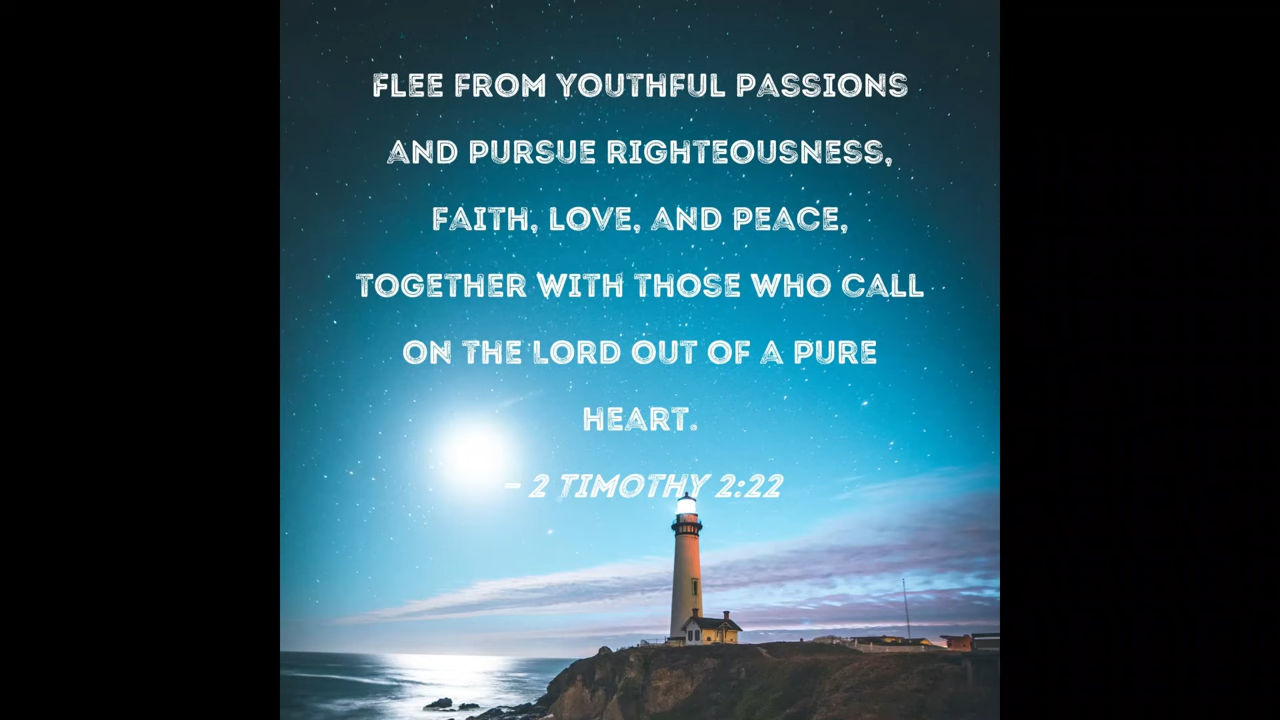 FLEE FROM YOUTHFUL PASSIONS
AND PURSUE RIGHTEOUSNESS,
FAITH, LOVE, AND PEACE,
TOGETHER WITH THOSE WHO CALL
ON THE LORD OUT OF A PURE
HEART.
- 2 TIMOTHY 2:22